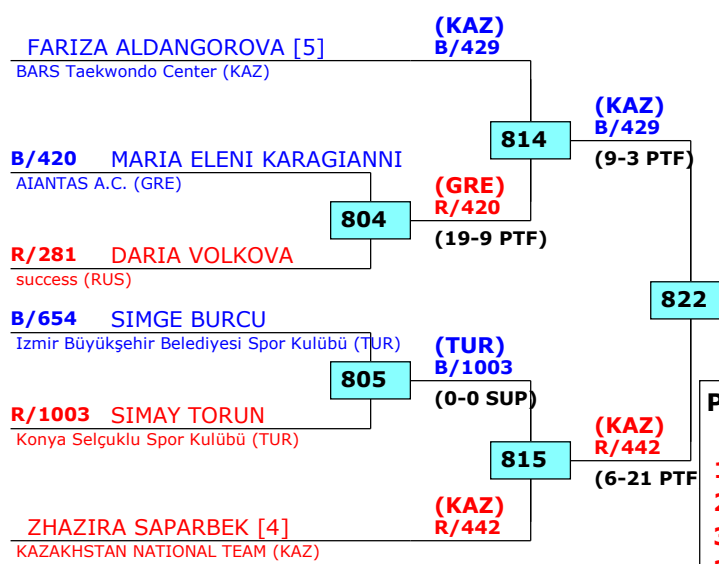 (KAZ)
FARIZA ALDANGOROVA [5]
B/429
BARS Taekwondo Center (KAZ)
(KAZ)
B/429
814
(9-3 PTF)
B/420 MARIA ELENI KARAGIANNI
AIANTAS A.C. (GRE)
(GRE)
R/420
804
(19-9 PTF)
R/281 DARIA VOLKOVA
success (RUS)
822
B/654 SIMGE BURCU
Izmir Büyükşehir Belediyesi Spor Kulübü (TUR)
(TUR)
B/1003
805
(0-0 SUP)
R/1003 SIMAY TORUN
Konya Selçuklu Spor Kulübü (TUR)
(KAZ)
R/442
815
(6-21 PTF
(KAZ)
ZHAZIRA SAPARBEK [4]
R/442
KAZAKHSTAN NATIONAL TEAM (KAZ)
P